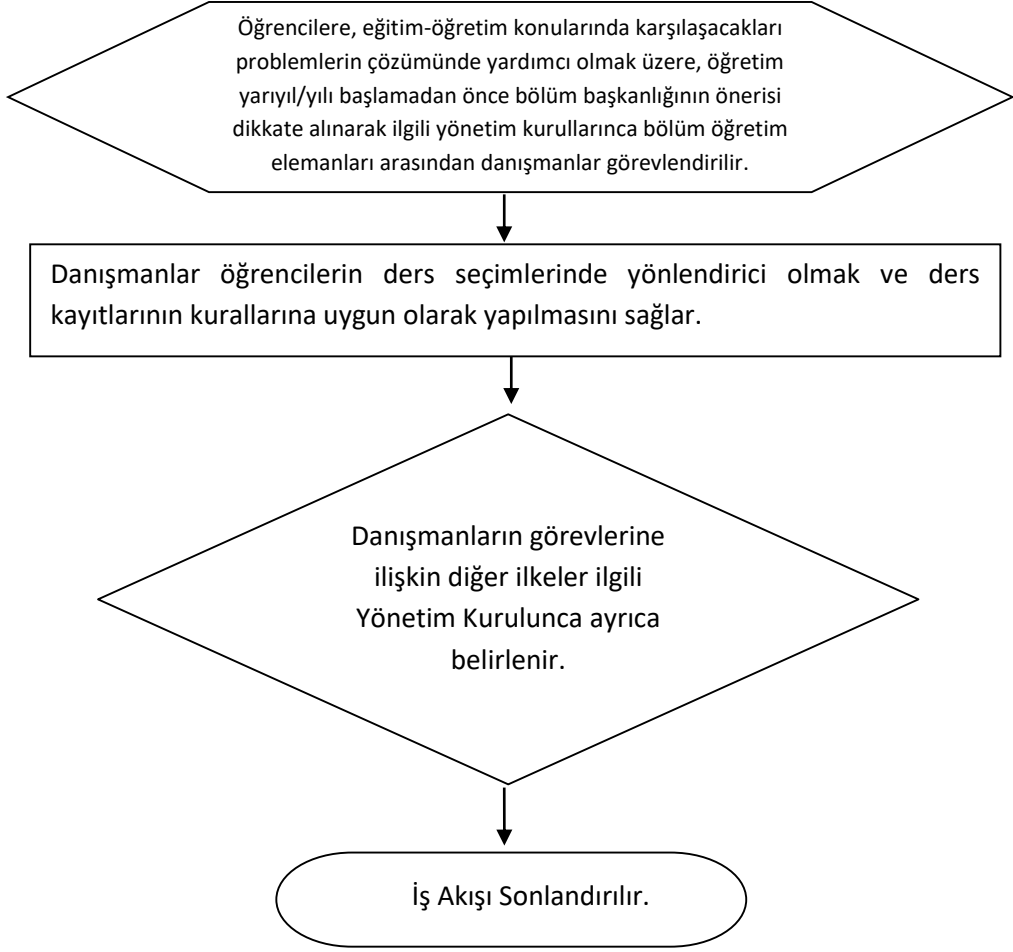 Öğrencilere, eğitim-öğretim konularında karşılaşacakları
problemlerin çözümünde yardımcı olmak üzere, öğretim
yarıyıl/yılı başlamadan önce bölüm başkanlığının önerisi
dikkate alınarak ilgili yönetim kurullarınca bölüm öğretim
elemanları arasından danışmanlar görevlendirilir.
Danışmanlar öğrencilerin ders seçimlerinde yönlendirici olmak ve ders
kayıtlarının kurallarına uygun olarak yapılmasını sağlar.
Danışmanların görevlerine
ilişkin diğer ilkeler ilgili
Yönetim Kurulunca ayrıca
belirlenir.
İş Akışı Sonlandırılır.